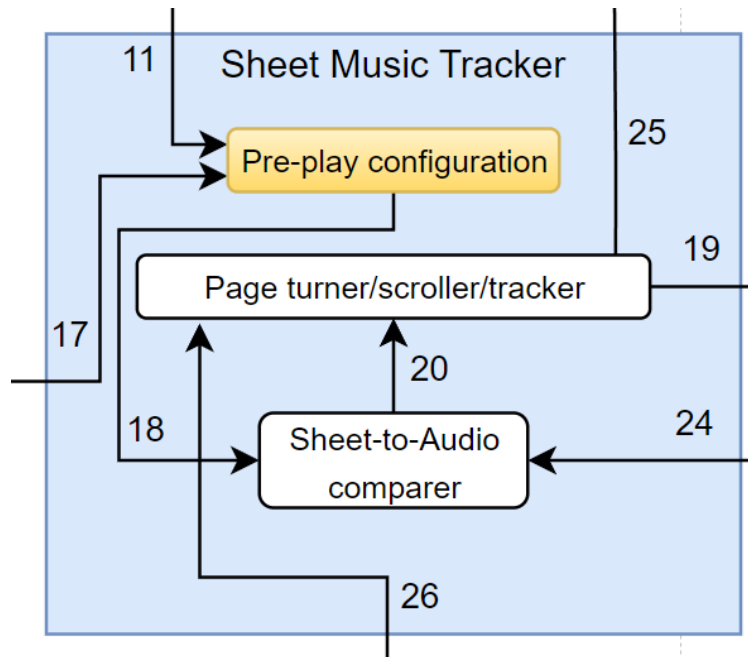 11
Sheet Music Tracker
25
Pre-play configuration
19
Page turner/scroller/tracker
17
20
18
Sheet-to-Audio
comparer
24
26